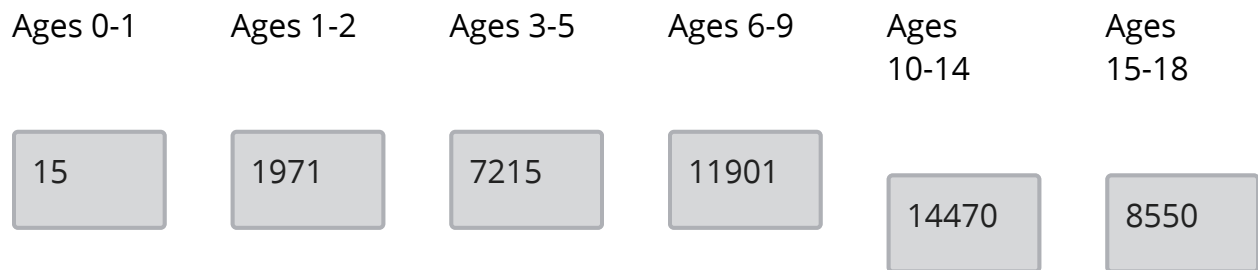 Ages 0-1
Ages 1-2
Ages 3-5
Ages 6-9
Ages
10-14
Ages
15-18
15
1971
7215
11901
14470
8550